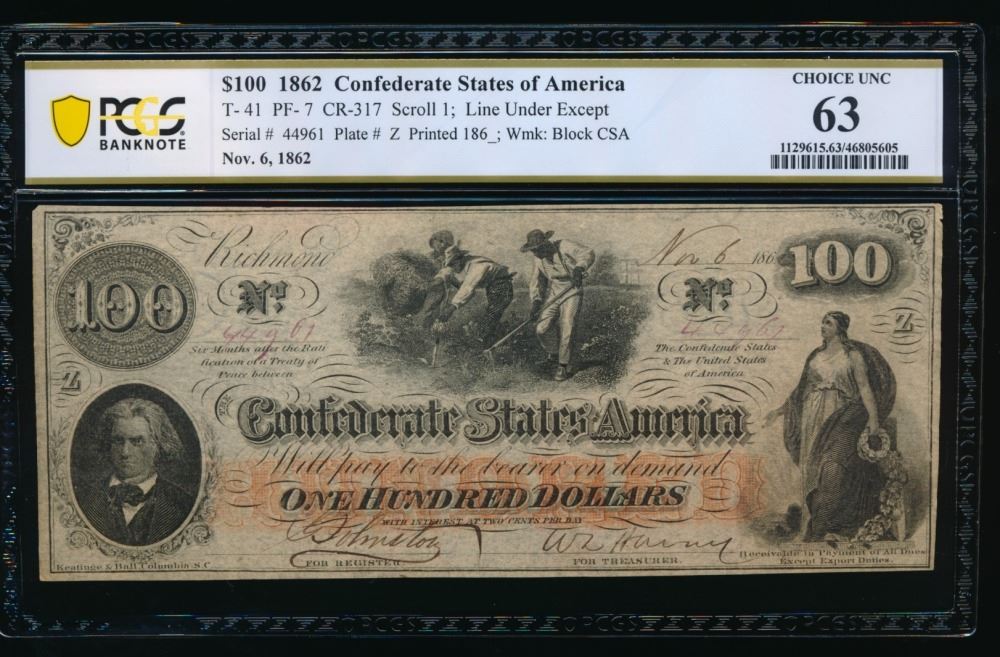 PCGS
BANKNOTE
$100 1862 Confederate States of America
T- 41 PF- 7 CR-317 Scroll 1; Line Under Except
Serial # 44961 Plate # Z Printed 186_; Wmk: Block CSA
Nov. 6, 1862
CHOICE UNC
63
1129615.63/46805605
Richmond
Nov 6 186
100
100
No.
No.
44961
44961
Z
Six Months after the Rati
fication of a Treaty of
Peace between
The Confederate States
& The United States
of America
Z
THE
Confederate States America
Will pay to the bearer on demand
ONE HUNDRED DOLLARS
WITH INTEREST AT TWO CENTS PER DAY
FOR REGISTER
FOR TREASURER.
Receivable in Payment of All Dues
Except Export Duties.
Keatinge & Ball, Columbia S.C.